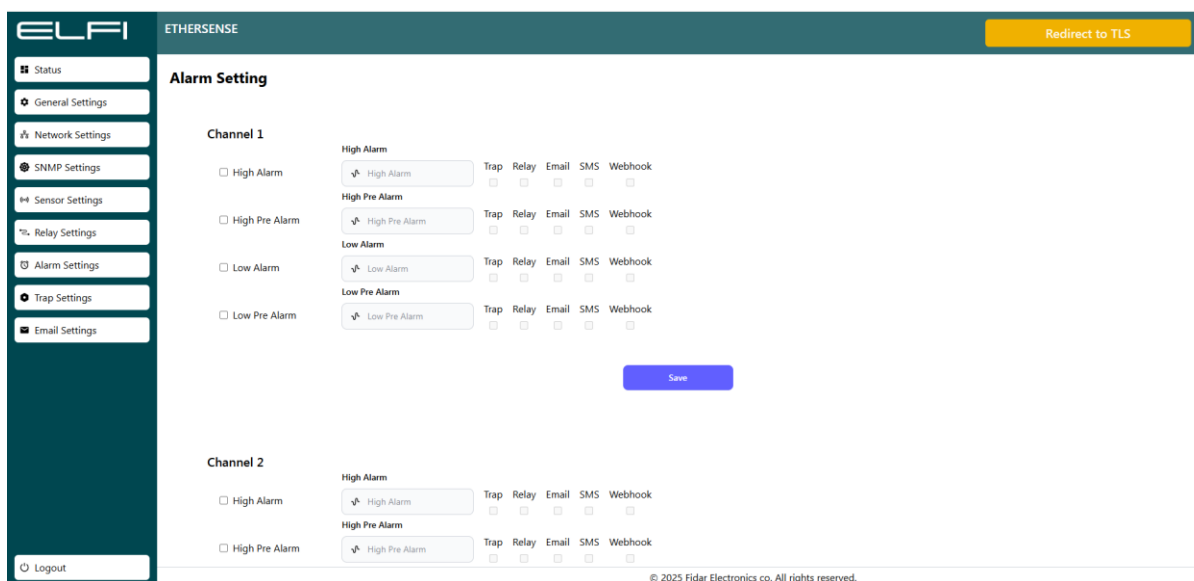 ELFI
ETHERSENSE
Redirect to TLS
Status
General Settings
Network Settings
SNMP Settings
Sensor Settings
Relay Settings
Alarm Settings
Trap Settings
Email Settings
Logout
Alarm Setting
Channel 1
High Alarm
High Alarm High Alarm Trap Relay Email SMS Webhook
High Pre Alarm
High Pre Alarm High Pre Alarm Trap Relay Email SMS Webhook
Low Alarm
Low Alarm Low Alarm Trap Relay Email SMS Webhook
Low Pre Alarm
Low Pre Alarm Low Pre Alarm Trap Relay Email SMS Webhook
Save
Channel 2
High Alarm
High Alarm High Alarm Trap Relay Email SMS Webhook
High Pre Alarm
High Pre Alarm High Pre Alarm Trap Relay Email SMS Webhook
© 2025 Fidar Electronics co. All rights reserved.